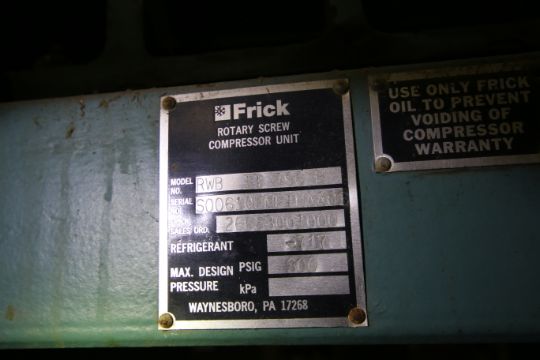 Frick
ROTARY SCREW
COMPRESSOR UNIT
MODEL NO. RWB
SERIAL NO.
SALES ORD.
REFRIGERANT
MAX. DESIGN PRESSURE PSIG
kPa
WAYNESBORO, PA 17268
USE ONLY FRICK
OIL TO PREVENT
VOIDING OF
COMPRESSOR
WARRANTY